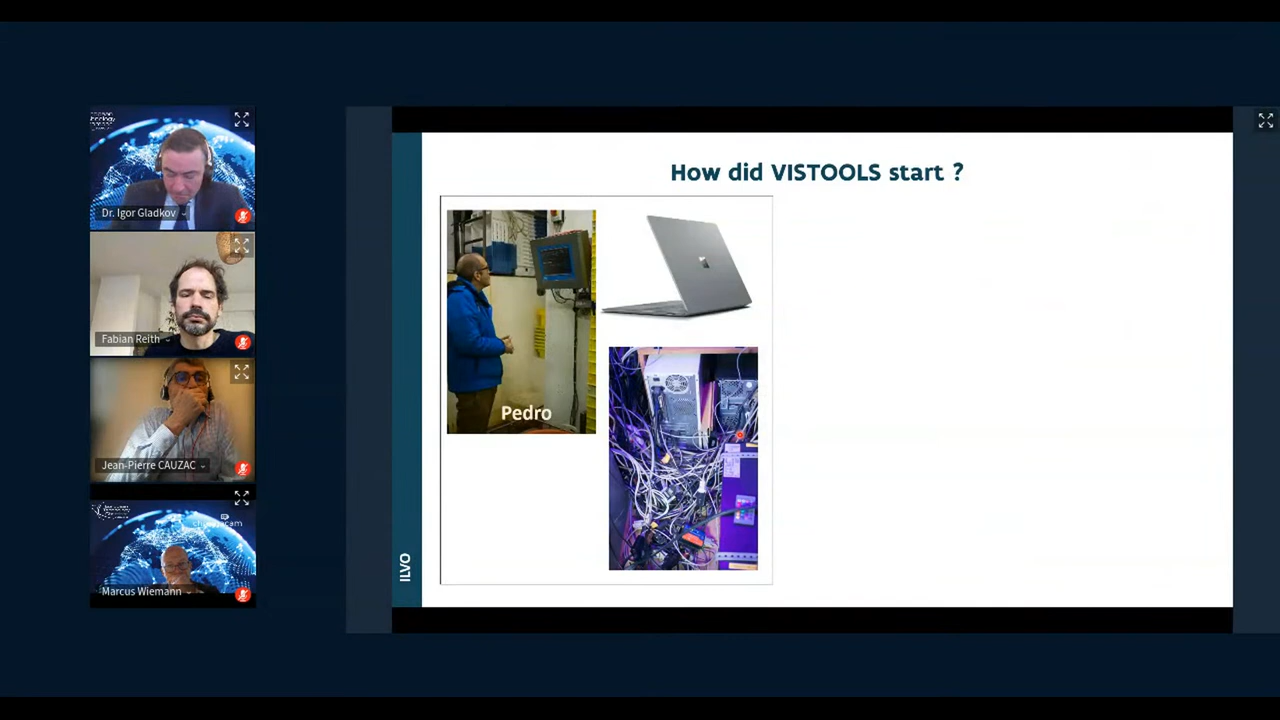 Dr. Igor Gladkov
Fabian Reith
Jean-Pierre CAUZAC
Marcus Wiemann
How did VISTOOLS start ?
Pedro
ILVO